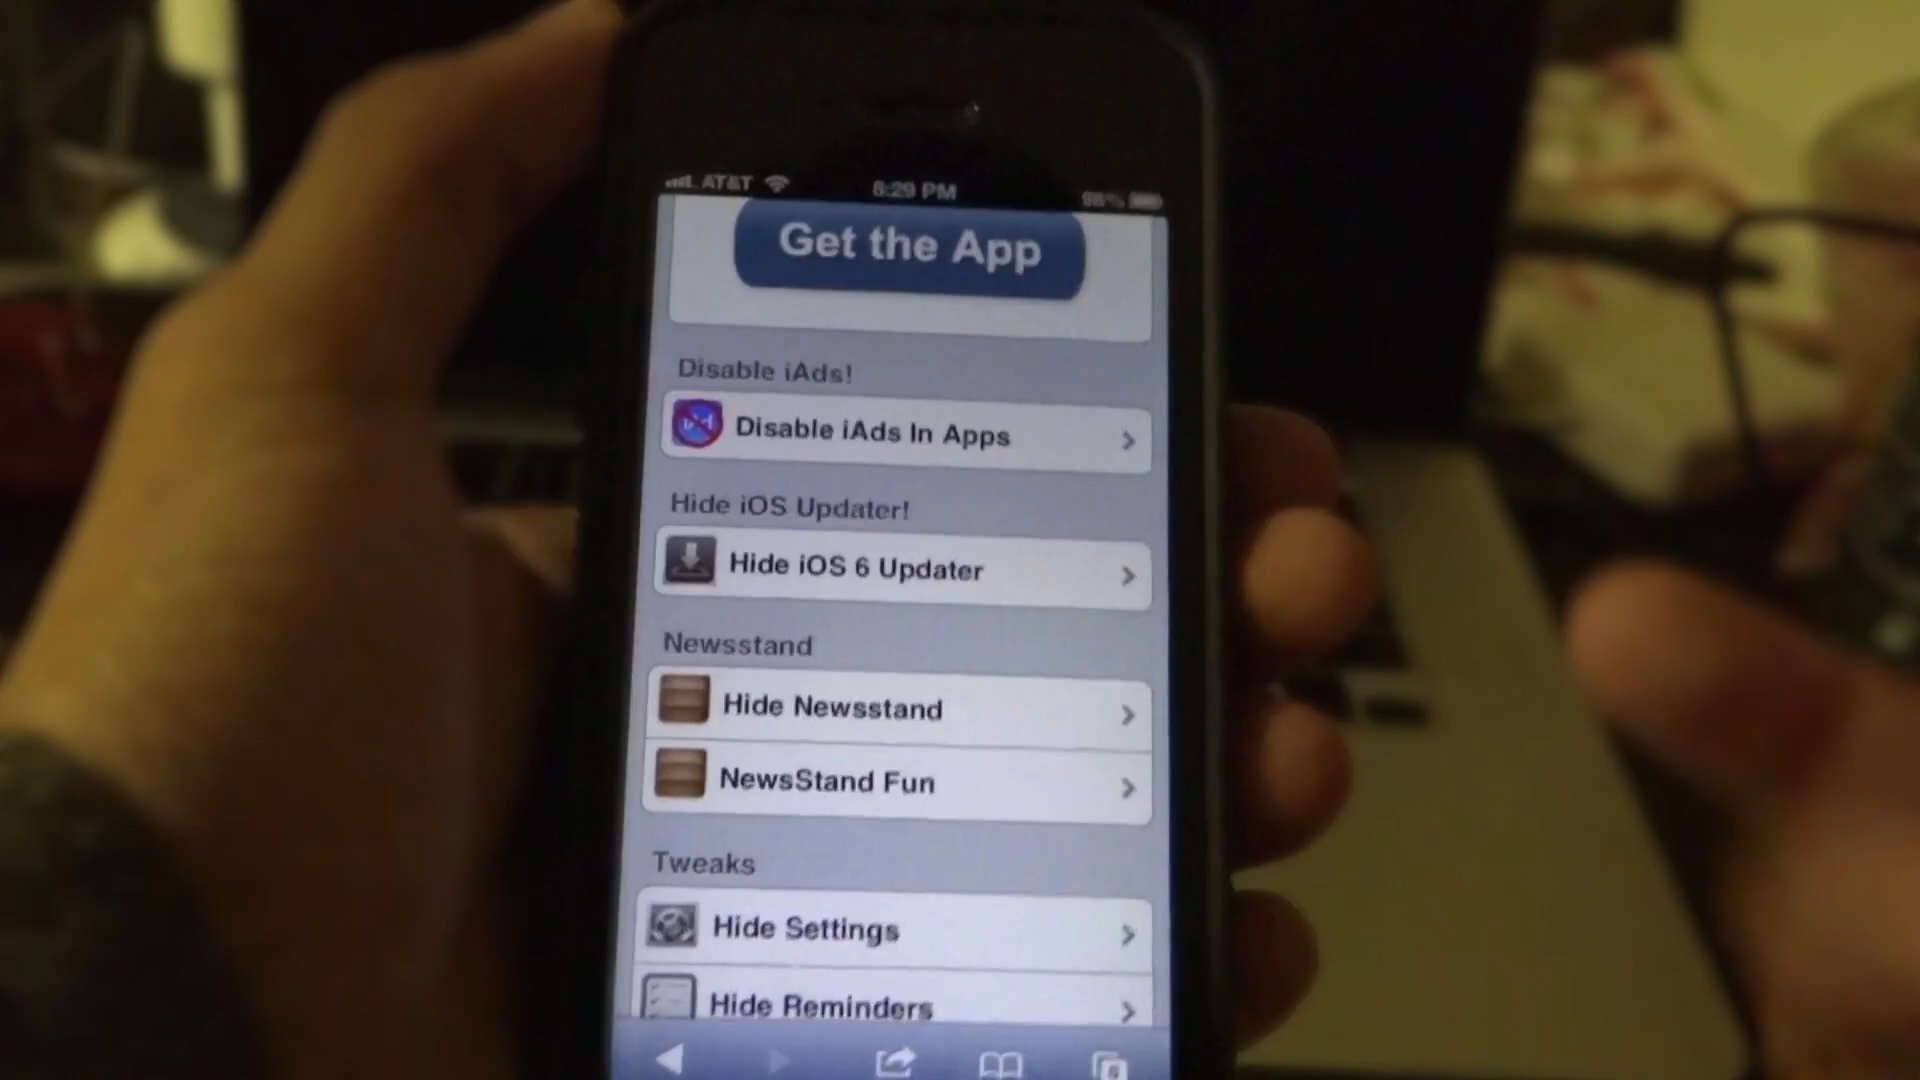 AT&T 8:29 PM 98%
Get the App
Disable iAds!
Disable iAds In Apps
Hide iOS Updater!
Hide iOS 6 Updater
Newsstand
Hide Newsstand
NewsStand Fun
Tweaks
Hide Settings
Hide Reminders